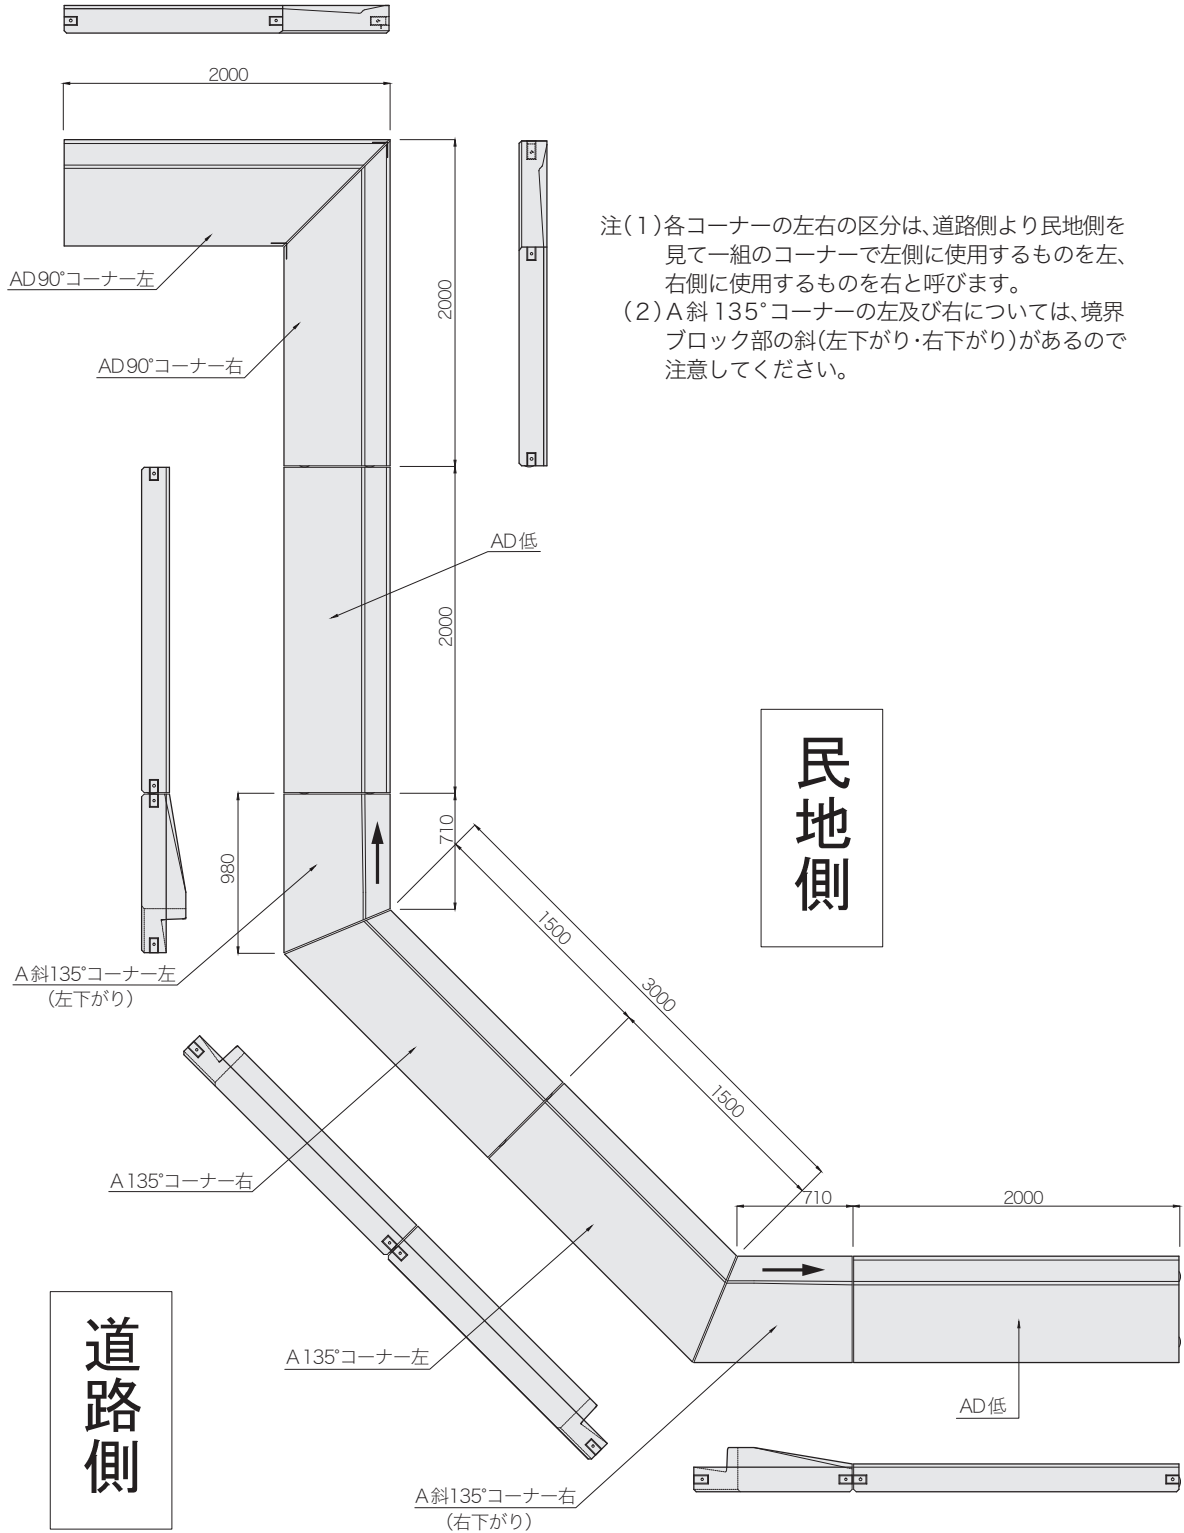 2000
注(1)各コーナーの左右の区分は、道路側より民地側を
見て一組のコーナーで左側に使用するものを左、
右側に使用するものを右と呼びます。
(2)A斜135°コーナーの左及び右については、境界
ブロック部の斜(左下がり・右下がり)があるので
注意してください。
AD90°コーナー左
2000
AD90°コーナー右
AD低
2000
民地側
710
980
1500
3000
A斜135°コーナー左
(左下がり)
1500
A135°コーナー右
710
2000
道路側
A135°コーナー左
AD低
A斜135°コーナー右
(右下がり)